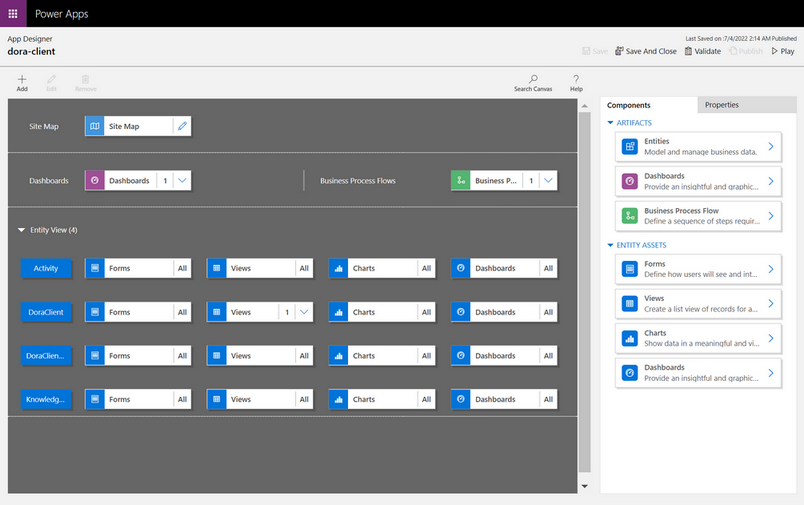 Power Apps
App Designer
dora-client
Last Saved on :7/4/2022 2:14 AM Published
Save Save And Close Validate Publish Play
Add Edit Remove Search Canvas Help
Site Map Site Map
Dashboards Dashboards 1 Business Process Flows Business P... 1
Entity View (4)
Activity Forms All Views All Charts All Dashboards All
DoraClient Forms All Views 1 Charts All Dashboards All
DoraClien... Forms All Views All Charts All Dashboards All
Knowledg... Forms All Views All Charts All Dashboards All
Components Properties
ARTIFACTS
Entities
Model and manage business data.
Dashboards
Provide an insightful and graphic...
Business Process Flow
Define a sequence of steps requir...
ENTITY ASSETS
Forms
Define how users will see and int...
Views
Create a list view of records for a...
Charts
Show data in a meaningful and vi...
Dashboards
Provide an insightful and graphic...